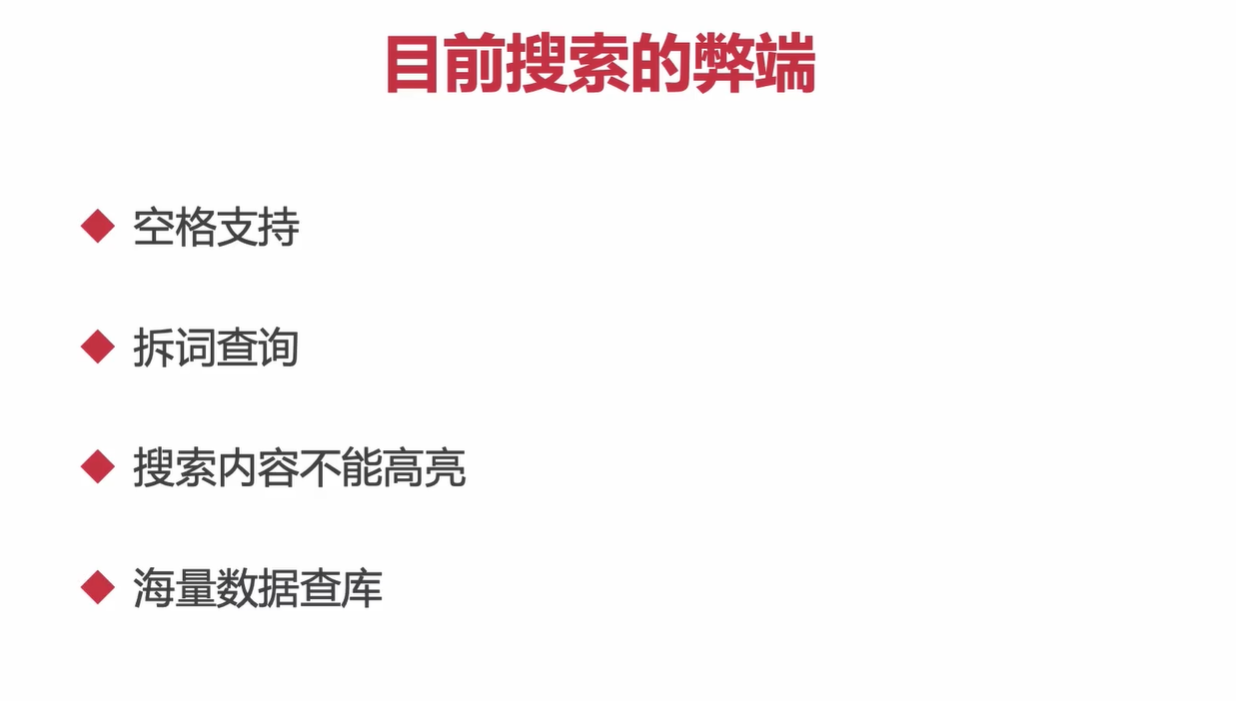 目前搜索的弊端
空格支持
拆词查询
搜索内容不能高亮
海量数据查库